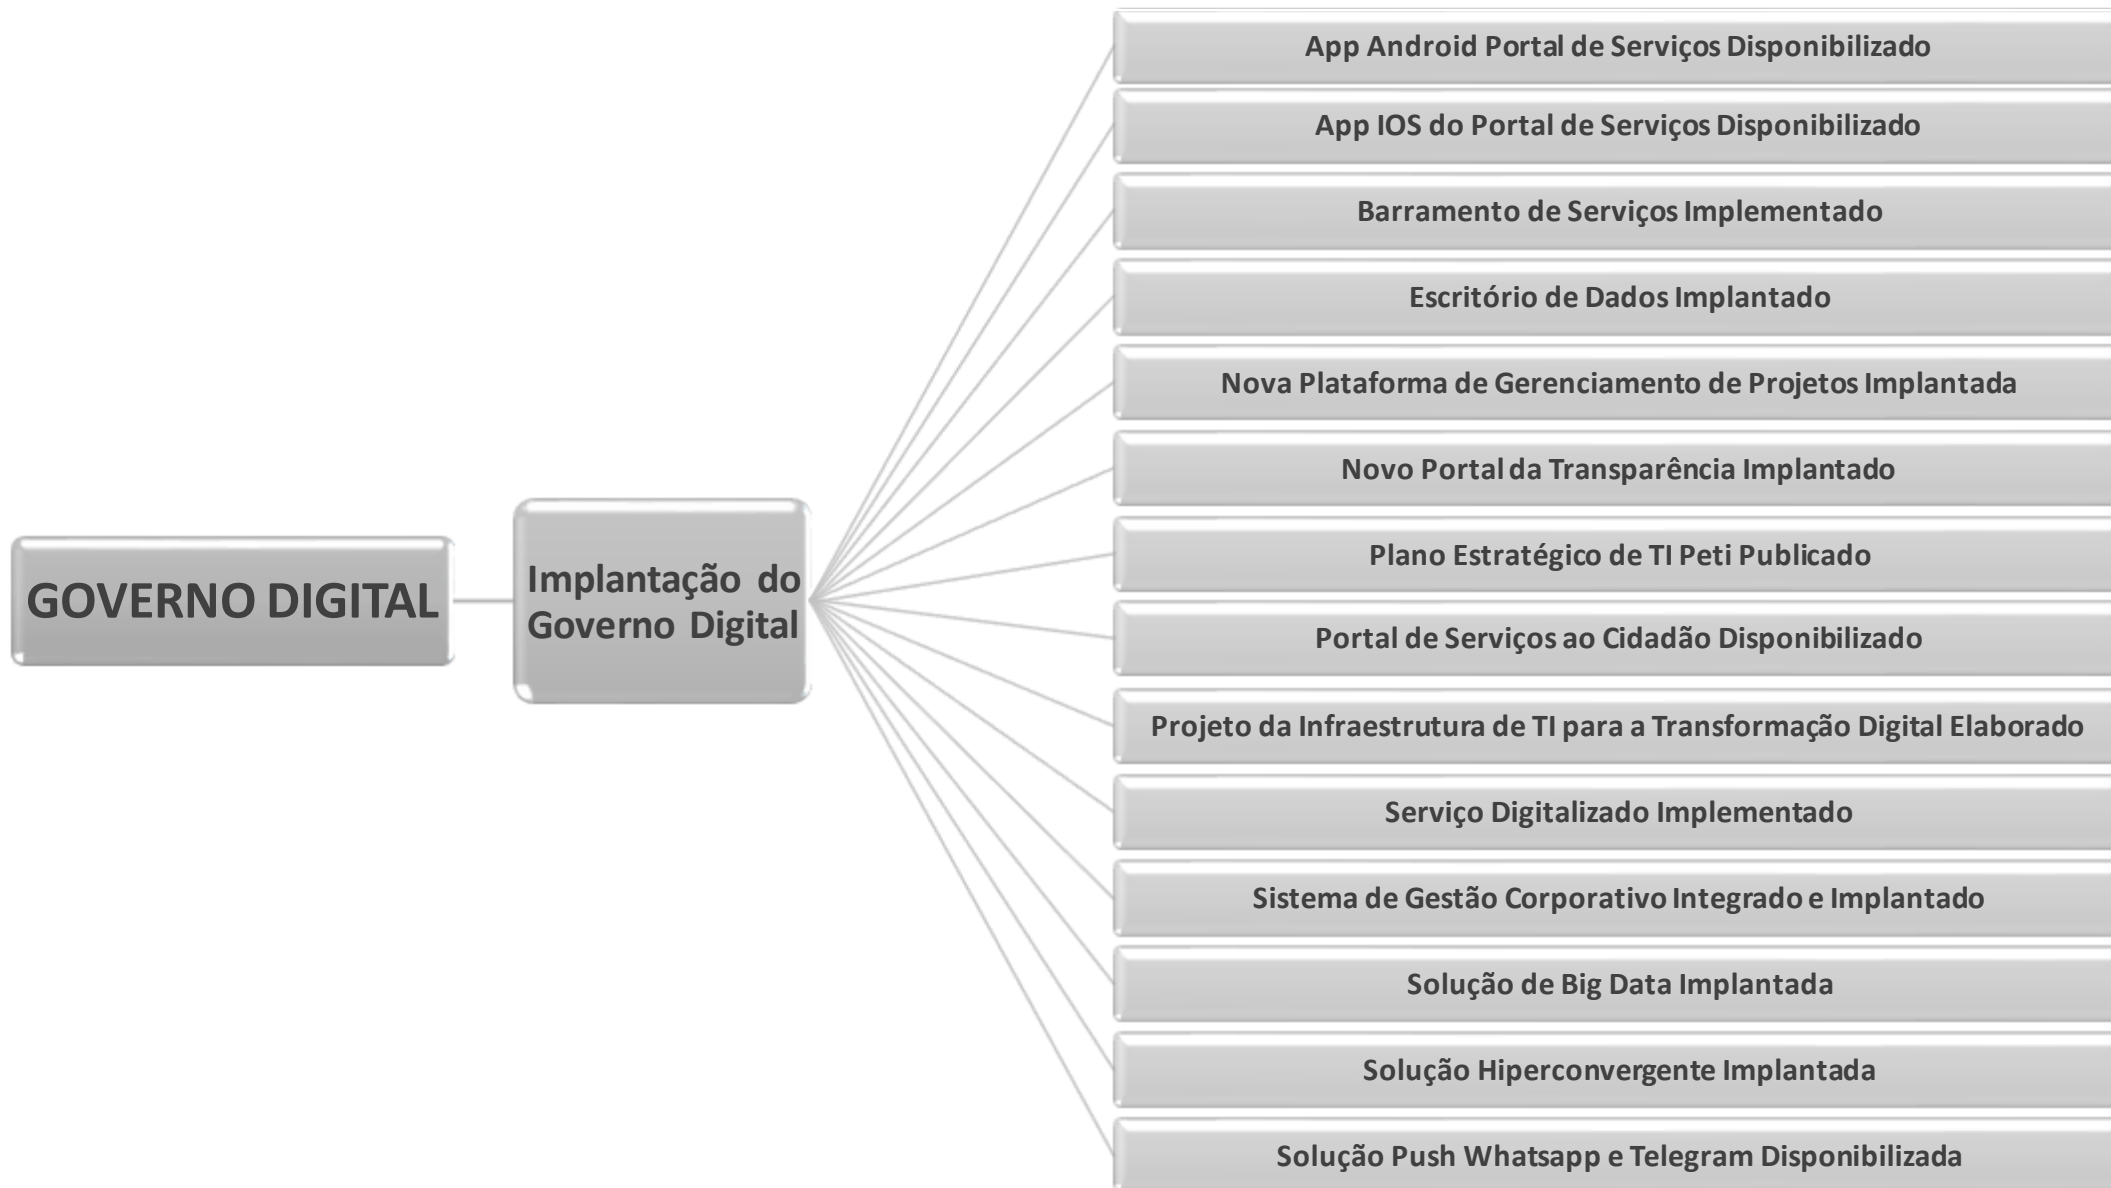 GOVERNO DIGITAL
Implantação do
Governo Digital
App Android Portal de Serviços Disponibilizado
App IOS do Portal de Serviços Disponibilizado
Barramento de Serviços Implementado
Escritório de Dados Implantado
Nova Plataforma de Gerenciamento de Projetos Implantada
Novo Portal da Transparência Implantado
Plano Estratégico de TI Peti Publicado
Portal de Serviços ao Cidadão Disponibilizado
Projeto da Infraestrutura de TI para a Transformação Digital Elaborado
Serviço Digitalizado Implementado
Sistema de Gestão Corporativo Integrado e Implantado
Solução de Big Data Implantada
Solução Hiperconvergente Implantada
Solução Push Whatsapp e Telegram Disponibilizada